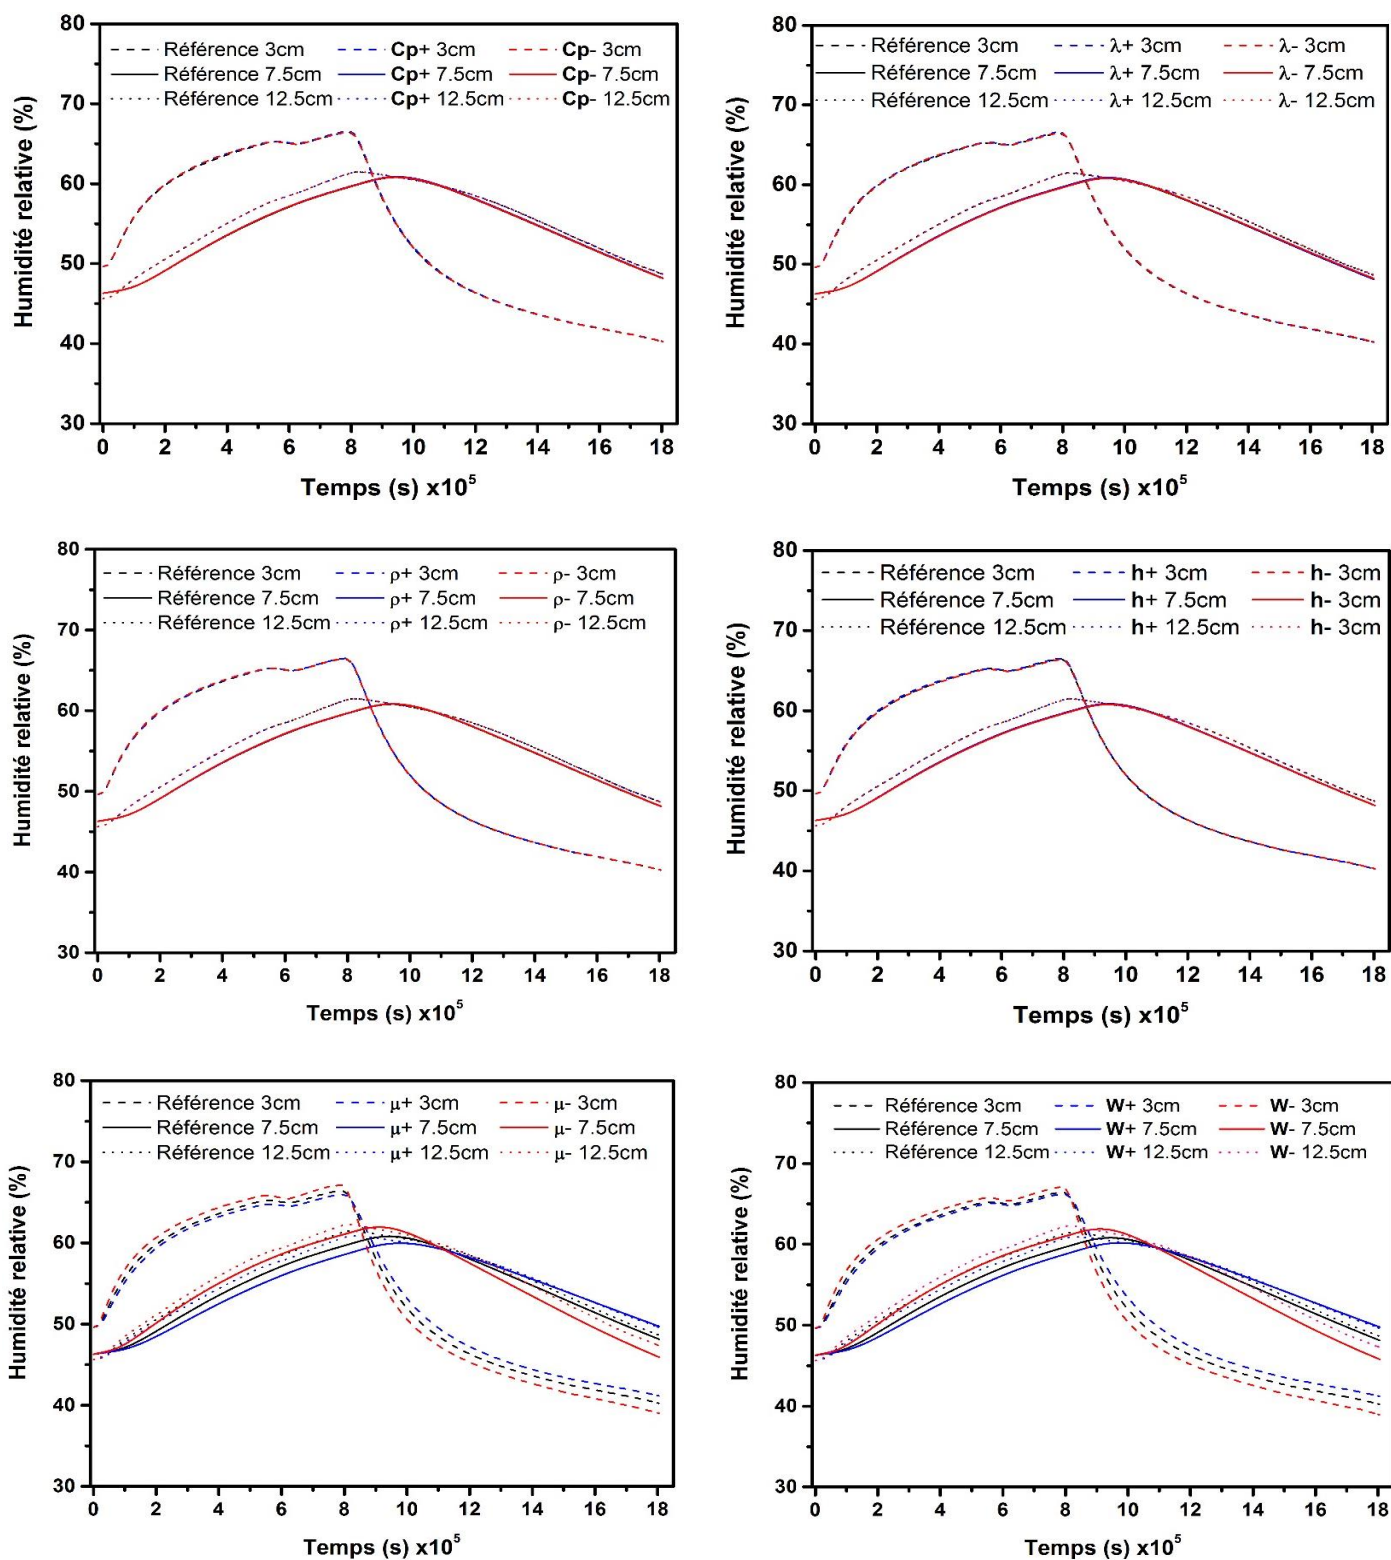 Référence 3cm Cp+ 3cm Cp- 3cm
Référence 7.5cm Cp+ 7.5cm Cp- 7.5cm
Référence 12.5cm Cp+ 12.5cm Cp- 12.5cm
Humidité relative (%)
80
70
60
50
40
30
0 2 4 6 8 10 12 14 16 18
Temps (s) x10⁵
Référence 3cm λ+ 3cm λ- 3cm
Référence 7.5cm λ+ 7.5cm λ- 7.5cm
Référence 12.5cm λ+ 12.5cm λ- 12.5cm
Humidité relative (%)
80
70
60
50
40
30
0 2 4 6 8 10 12 14 16 18
Temps (s) x10⁵
Référence 3cm ρ+ 3cm ρ- 3cm
Référence 7.5cm ρ+ 7.5cm ρ- 7.5cm
Référence 12.5cm ρ+ 12.5cm ρ- 12.5cm
Humidité relative (%)
80
70
60
50
40
30
0 2 4 6 8 10 12 14 16 18
Temps (s) x10⁵
Référence 3cm h+ 3cm h- 3cm
Référence 7.5cm h+ 7.5cm h- 3cm
Référence 12.5cm h+ 12.5cm h- 3cm
Humidité relative (%)
80
70
60
50
40
30
0 2 4 6 8 10 12 14 16 18
Temps (s) x10⁵
Référence 3cm μ+ 3cm μ- 3cm
Référence 7.5cm μ+ 7.5cm μ- 7.5cm
Référence 12.5cm μ+ 12.5cm μ- 12.5cm
Humidité relative (%)
80
70
60
50
40
30
0 2 4 6 8 10 12 14 16 18
Temps (s) x10⁵
Référence 3cm W+ 3cm W- 3cm
Référence 7.5cm W+ 7.5cm W- 7.5cm
Référence 12.5cm W+ 12.5cm W- 12.5cm
Humidité relative (%)
80
70
60
50
40
30
0 2 4 6 8 10 12 14 16 18
Temps (s) x10⁵